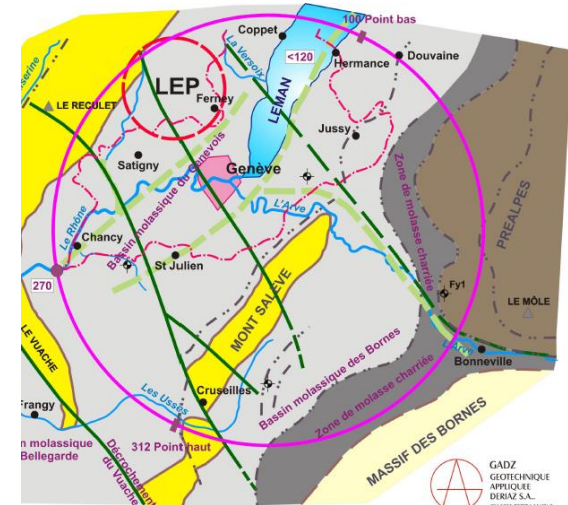 Coppet
100 Point bas
La Versoix
<120
Hermance
Douvaine
LE RECULET
LEP
Ferney
LEMAN
Jussy
Satigny
Genève
Bassin molassique du Genevois
Zone de molasse charriée
PREALPES
Le Rhône
L'Arve
Chancy
St Julien
270
Fy1
LE MÔLE
MONT SALÈVE
LE VUACHE
L'Arve
Bonneville
Bassin molassique des Bornes
Zone de molasse charriée
Les Usses
Cruseilles
Frangy
312 Point haut
MASSIF DES BORNES
n molassique
Bellegarde
Décrochement
du Vuache
GADZ
GEOTECHNIQUE
APPLIQUEE
DERIAZ S.A.